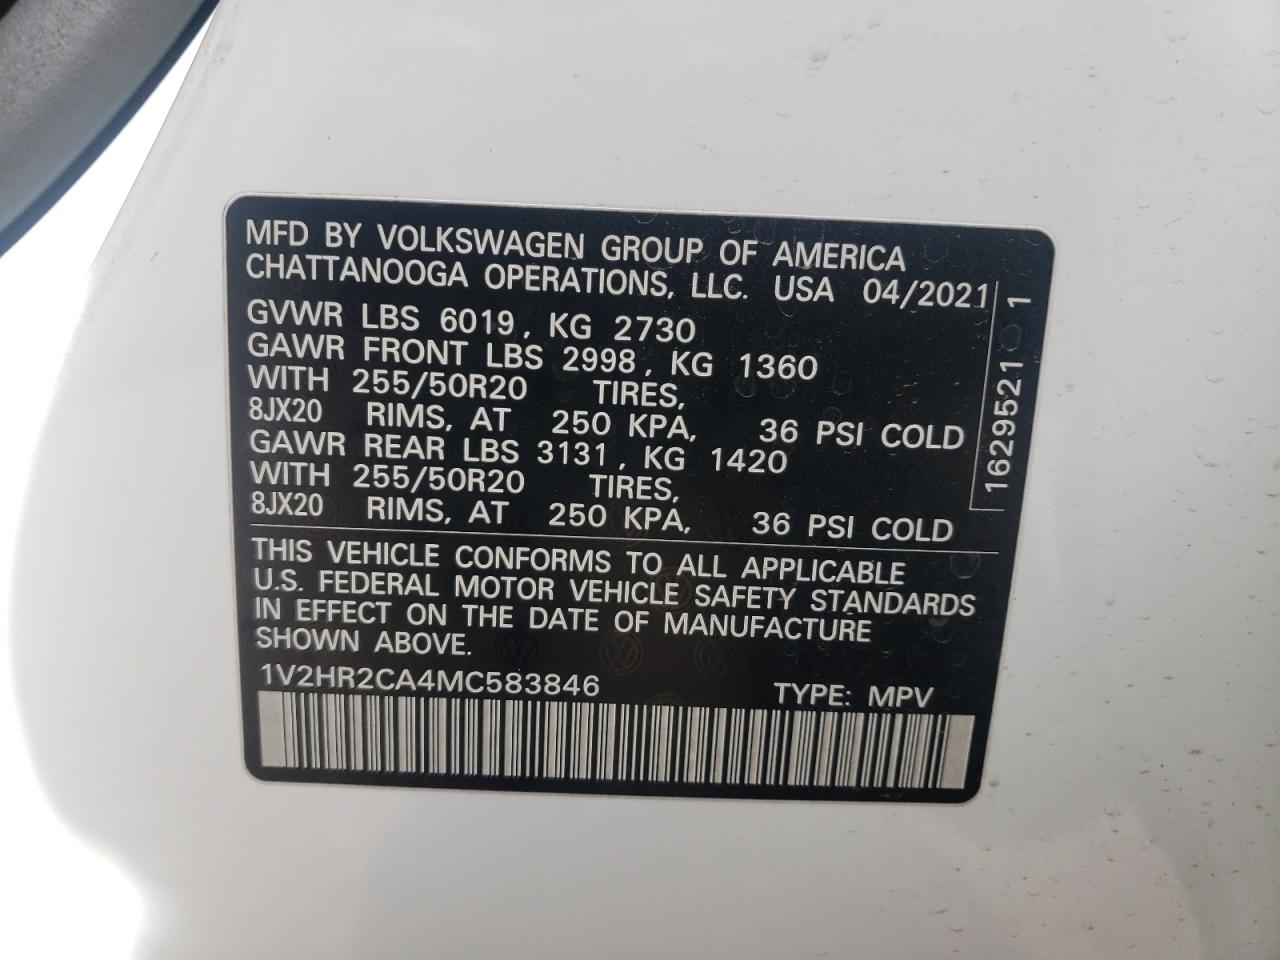 MFD BY VOLKSWAGEN GROUP OF AMERICA
CHATTANOOGA OPERATIONS, LLC. USA 04/2021
GVWR LBS 6019, KG 2730
GAWR FRONT LBS 2998, KG 1360
WITH 255/50R20 TIRES,
8JX20 RIMS, AT 250 KPA, 36 PSI COLD
GAWR REAR LBS 3131, KG 1420
WITH 255/50R20 TIRES,
8JX20 RIMS, AT 250 KPA, 36 PSI COLD
1629521 1
THIS VEHICLE CONFORMS TO ALL APPLICABLE
U.S. FEDERAL MOTOR VEHICLE SAFETY STANDARDS
IN EFFECT ON THE DATE OF MANUFACTURE
SHOWN ABOVE.
1V2HR2CA4MC583846 TYPE: MPV